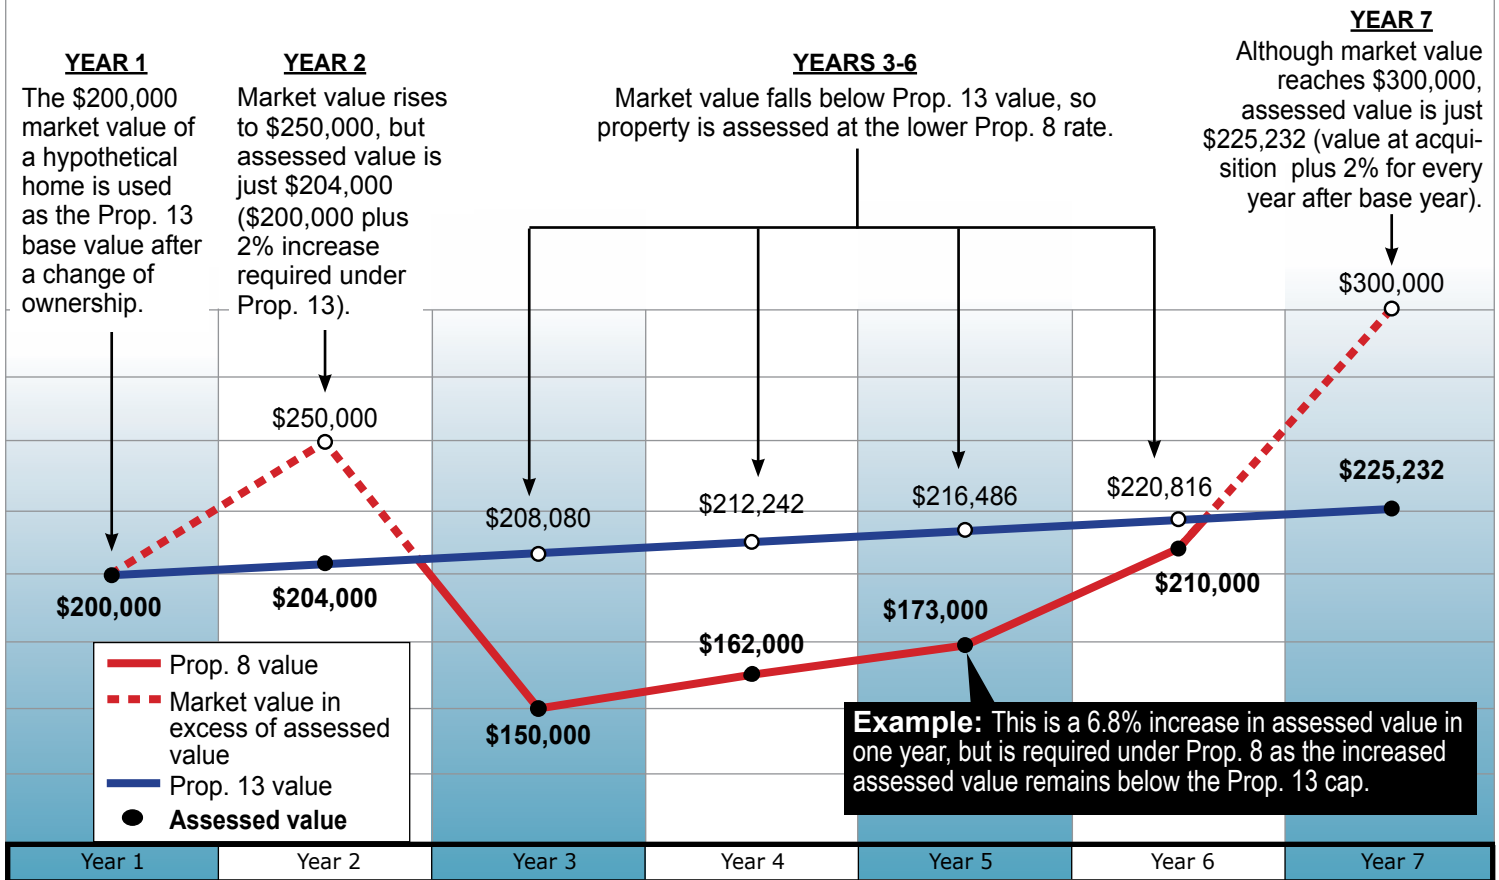 YEAR 1
The $200,000
market value of
a hypothetical
home is used
as the Prop. 13
base value after
a change of
ownership.
YEAR 2
Market value rises
to $250,000, but
assessed value is
just $204,000
($200,000 plus
2% increase
required under
Prop. 13).
YEARS 3-6
Market value falls below Prop. 13 value, so
property is assessed at the lower Prop. 8 rate.
YEAR 7
Although market value
reaches $300,000,
assessed value is just
$225,232 (value at acqui-
sition plus 2% for every
year after base year).
$300,000
$250,000
$208,080
$212,242
$216,486
$220,816
$225,232
$200,000
$204,000
$150,000
$162,000
$173,000
$210,000
Prop. 8 value
Market value in
excess of assessed
value
Prop. 13 value
Assessed value
Example: This is a 6.8% increase in assessed value in
one year, but is required under Prop. 8 as the increased
assessed value remains below the Prop. 13 cap.
Year 1
Year 2
Year 3
Year 4
Year 5
Year 6
Year 7